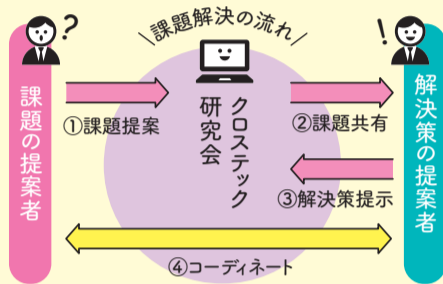 課題解決の流れ
?
!
課題の提案者
①課題提案
クロステック
研究会
②課題共有
③解決策提示
解決策の提案者
④コーディネート